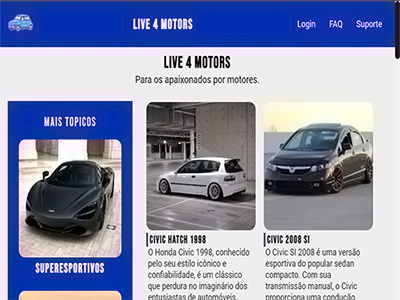 LIVE 4 MOTORS
Login FAQ Suporte
LIVE 4 MOTORS
Para os apaixonados por motores.
MAIS TOPICOS
SUPERESPORTIVOS
CIVIC HATCH 1998
O Honda Civic 1998, conhecido
pelo seu estilo icônico e
confiabilidade, é um clássico
que perdura no imaginário dos
entusiastas de automóveis
CIVIC 2008 SI
O Civic SI 2008 é uma versão
esportiva do popular sedan
compacto. Com sua
transmissão manual, o Civic
proporciona uma condução